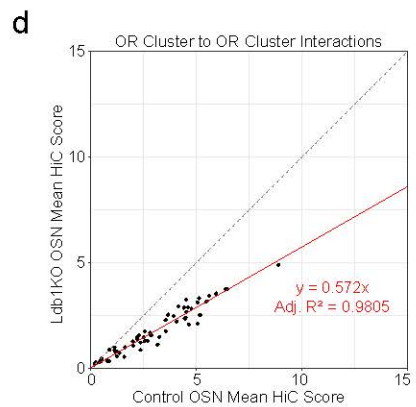 d
OR Cluster to OR Cluster Interactions
15
10
5
0
Ldb1KO OSN Mean HiC Score
y = 0.572x
Adj. R² = 0.9805
0 5 10 15
Control OSN Mean HiC Score